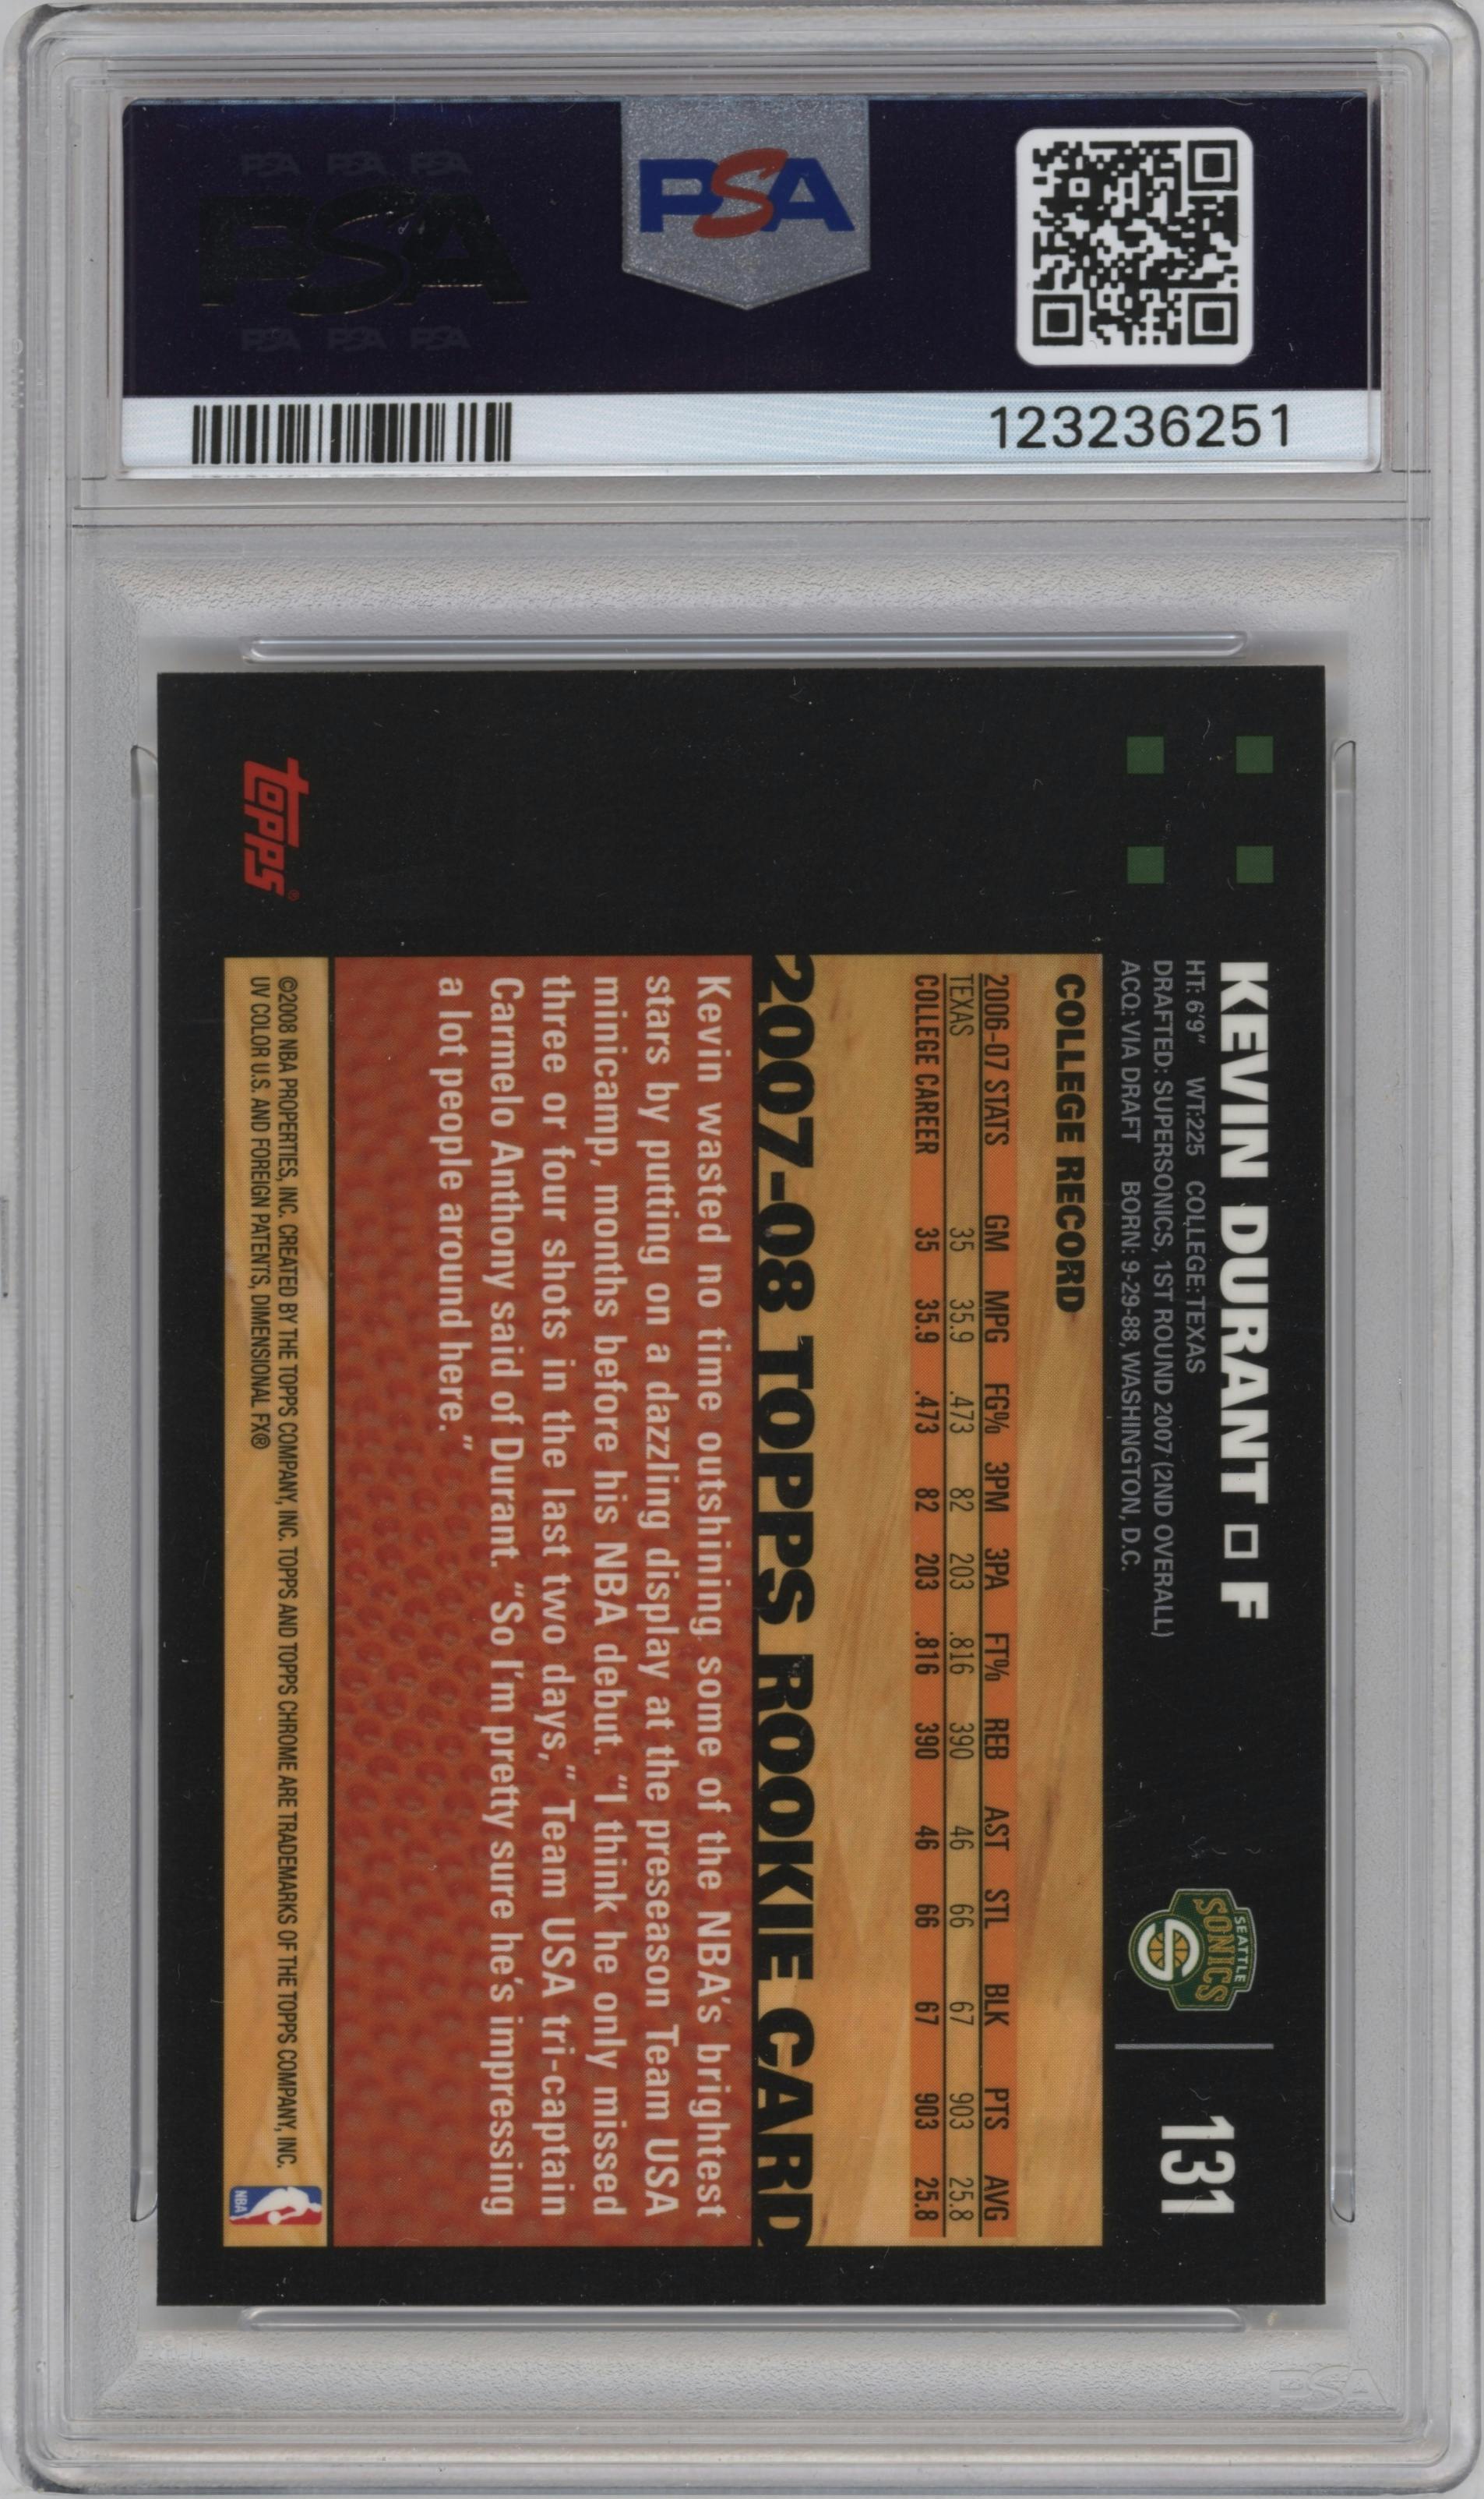 PSA PSA PSA
PSA
PSA PSA PSA
PSA
123236251
KEVIN DURANT □ F
HT: 6'9" WT:225 COLLEGE:TEXAS
DRAFTED: SUPERSONICS, 1ST ROUND 2007 (2ND OVERALL)
ACQ: VIA DRAFT BORN: 9-29-88, WASHINGTON, D.C.
SEATTLE
SONICS
131
COLLEGE RECORD
2006-07 STATS GM MPG FG% 3PM 3PA FT% REB AST STL BLK PTS AVG
TEXAS 35 35.9 .473 82 203 .816 390 46 66 67 903 25.8
COLLEGE CAREER 35 35.9 .473 82 203 .816 390 46 66 67 903 25.8
2007-08 TOPPS ROOKIE CARD
Kevin wasted no time outshining some of the NBA's brightest
stars by putting on a dazzling display at the preseason Team USA
minicamp, months before his NBA debut. "I think he only missed
three or four shots in the last two days," Team USA tri-captain
Carmelo Anthony said of Durant. "So I'm pretty sure he's impressing
a lot people around here."
©2008 NBA PROPERTIES, INC. CREATED BY THE TOPPS COMPANY, INC. TOPPS AND TOPPS CHROME ARE TRADEMARKS OF THE TOPPS COMPANY, INC.
UV COLOR U.S. AND FOREIGN PATENTS, DIMENSIONAL FX®
NBA
Topps®
PSA